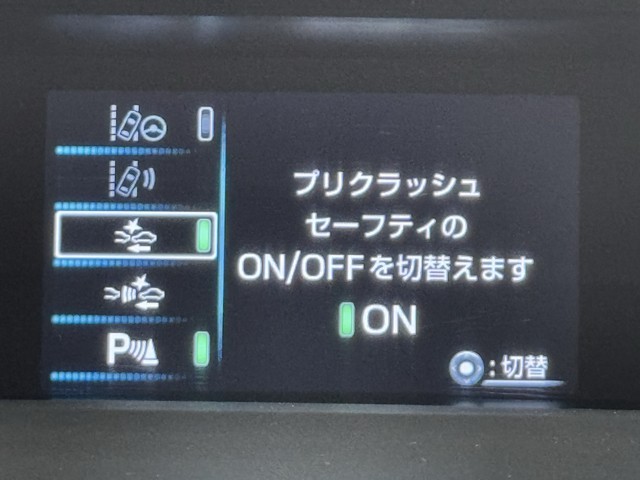 プリクラッシュ
セーフティの
ON/OFFを切替えます
ON
:切替
P